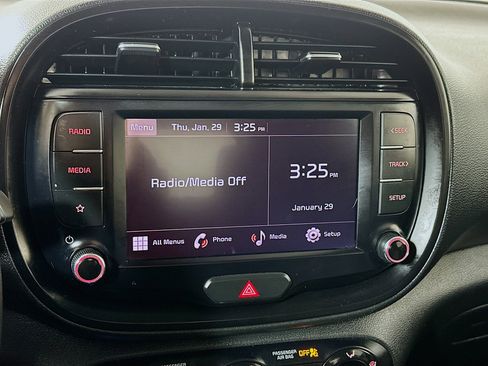 Menu Thu, Jan, 29 3:25 PM
RADIO
MEDIA
Radio/Media Off
3:25 PM
January 29
All Menus Phone Media Setup
< SEEK
TRACK >
SETUP
PASSENGER
AIR BAG OFF